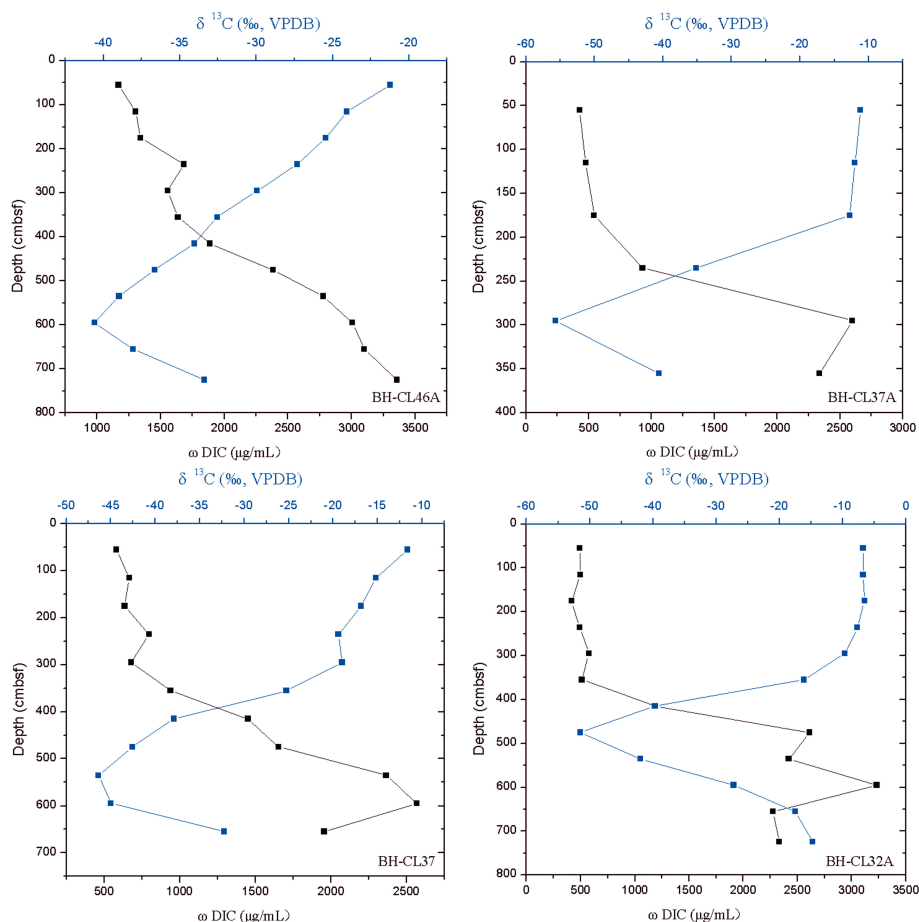 δ ¹³C (‰, VPDB)
-40 -35 -30 -25 -20
0
100
200
300
400
500
600
700
800
Depth (cmbsf)
BH-CL46A
1000 1500 2000 2500 3000 3500
ω DIC (μg/mL)
δ ¹³C (‰, VPDB)
-60 -50 -40 -30 -20 -10
0
50
100
150
200
250
300
350
400
Depth (cmbsf)
BH-CL37A
0 500 1000 1500 2000 2500 3000
ω DIC (μg/mL)
δ ¹³C (‰, VPDB)
-50 -45 -40 -35 -30 -25 -20 -15 -10
0
100
200
300
400
500
600
700
Depth (cmbsf)
BH-CL37
500 1000 1500 2000 2500
ω DIC (μg/mL)
δ ¹³C (‰, VPDB)
-60 -50 -40 -30 -20 -10 0
0
100
200
300
400
500
600
700
800
Depth (cmbsf)
BH-CL32A
0 500 1000 1500 2000 2500 3000 3500
ω DIC (μg/mL)